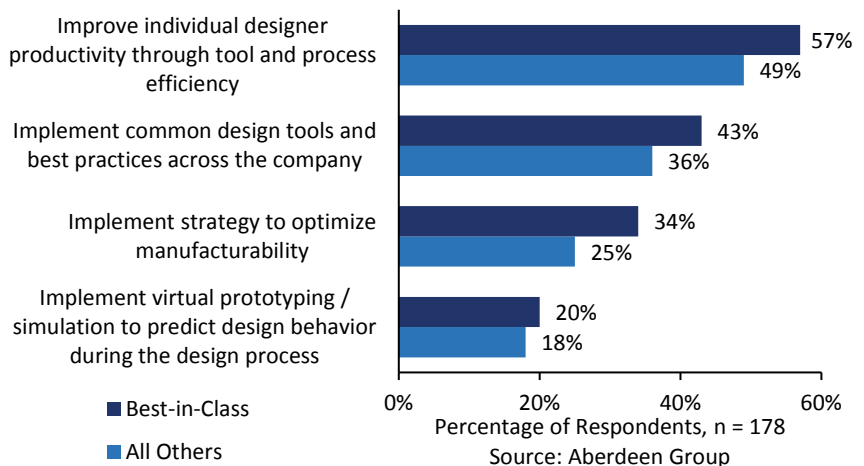 Improve individual designer
productivity through tool and process
efficiency
57%
49%
Implement common design tools and
best practices across the company
43%
36%
Implement strategy to optimize
manufacturability
34%
25%
Implement virtual prototyping /
simulation to predict design behavior
during the design process
20%
18%
0%
20%
40%
60%
Best-in-Class
All Others
Percentage of Respondents, n = 178
Source: Aberdeen Group